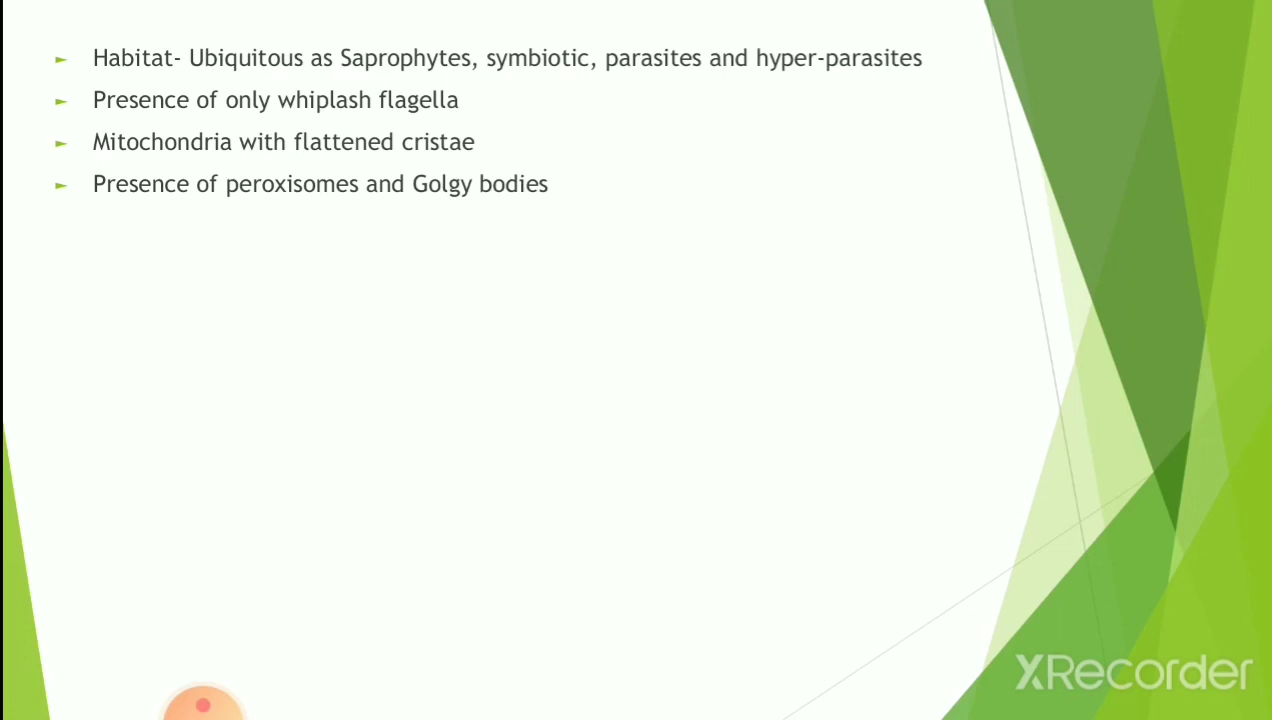 ► Habitat- Ubiquitous as Saprophytes, symbiotic, parasites and hyper-parasites
► Presence of only whiplash flagella
► Mitochondria with flattened cristae
► Presence of peroxisomes and Golgy bodies
XRecorder